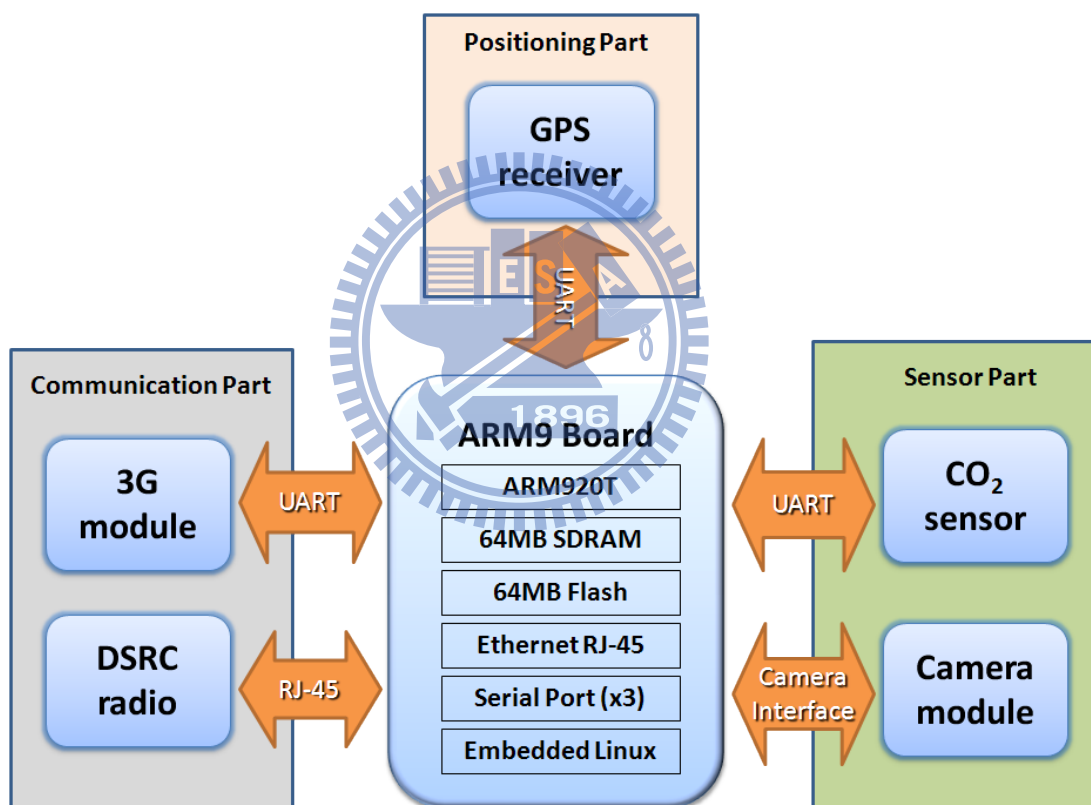 Positioning Part
GPS
receiver
UART
E S A
1896
Communication Part
3G
module
UART
DSRC
radio
RJ-45
ARM9 Board
ARM920T
64MB SDRAM
64MB Flash
Ethernet RJ-45
Serial Port (x3)
Embedded Linux
Sensor Part
UART
CO₂
sensor
Camera
Interface
Camera
module